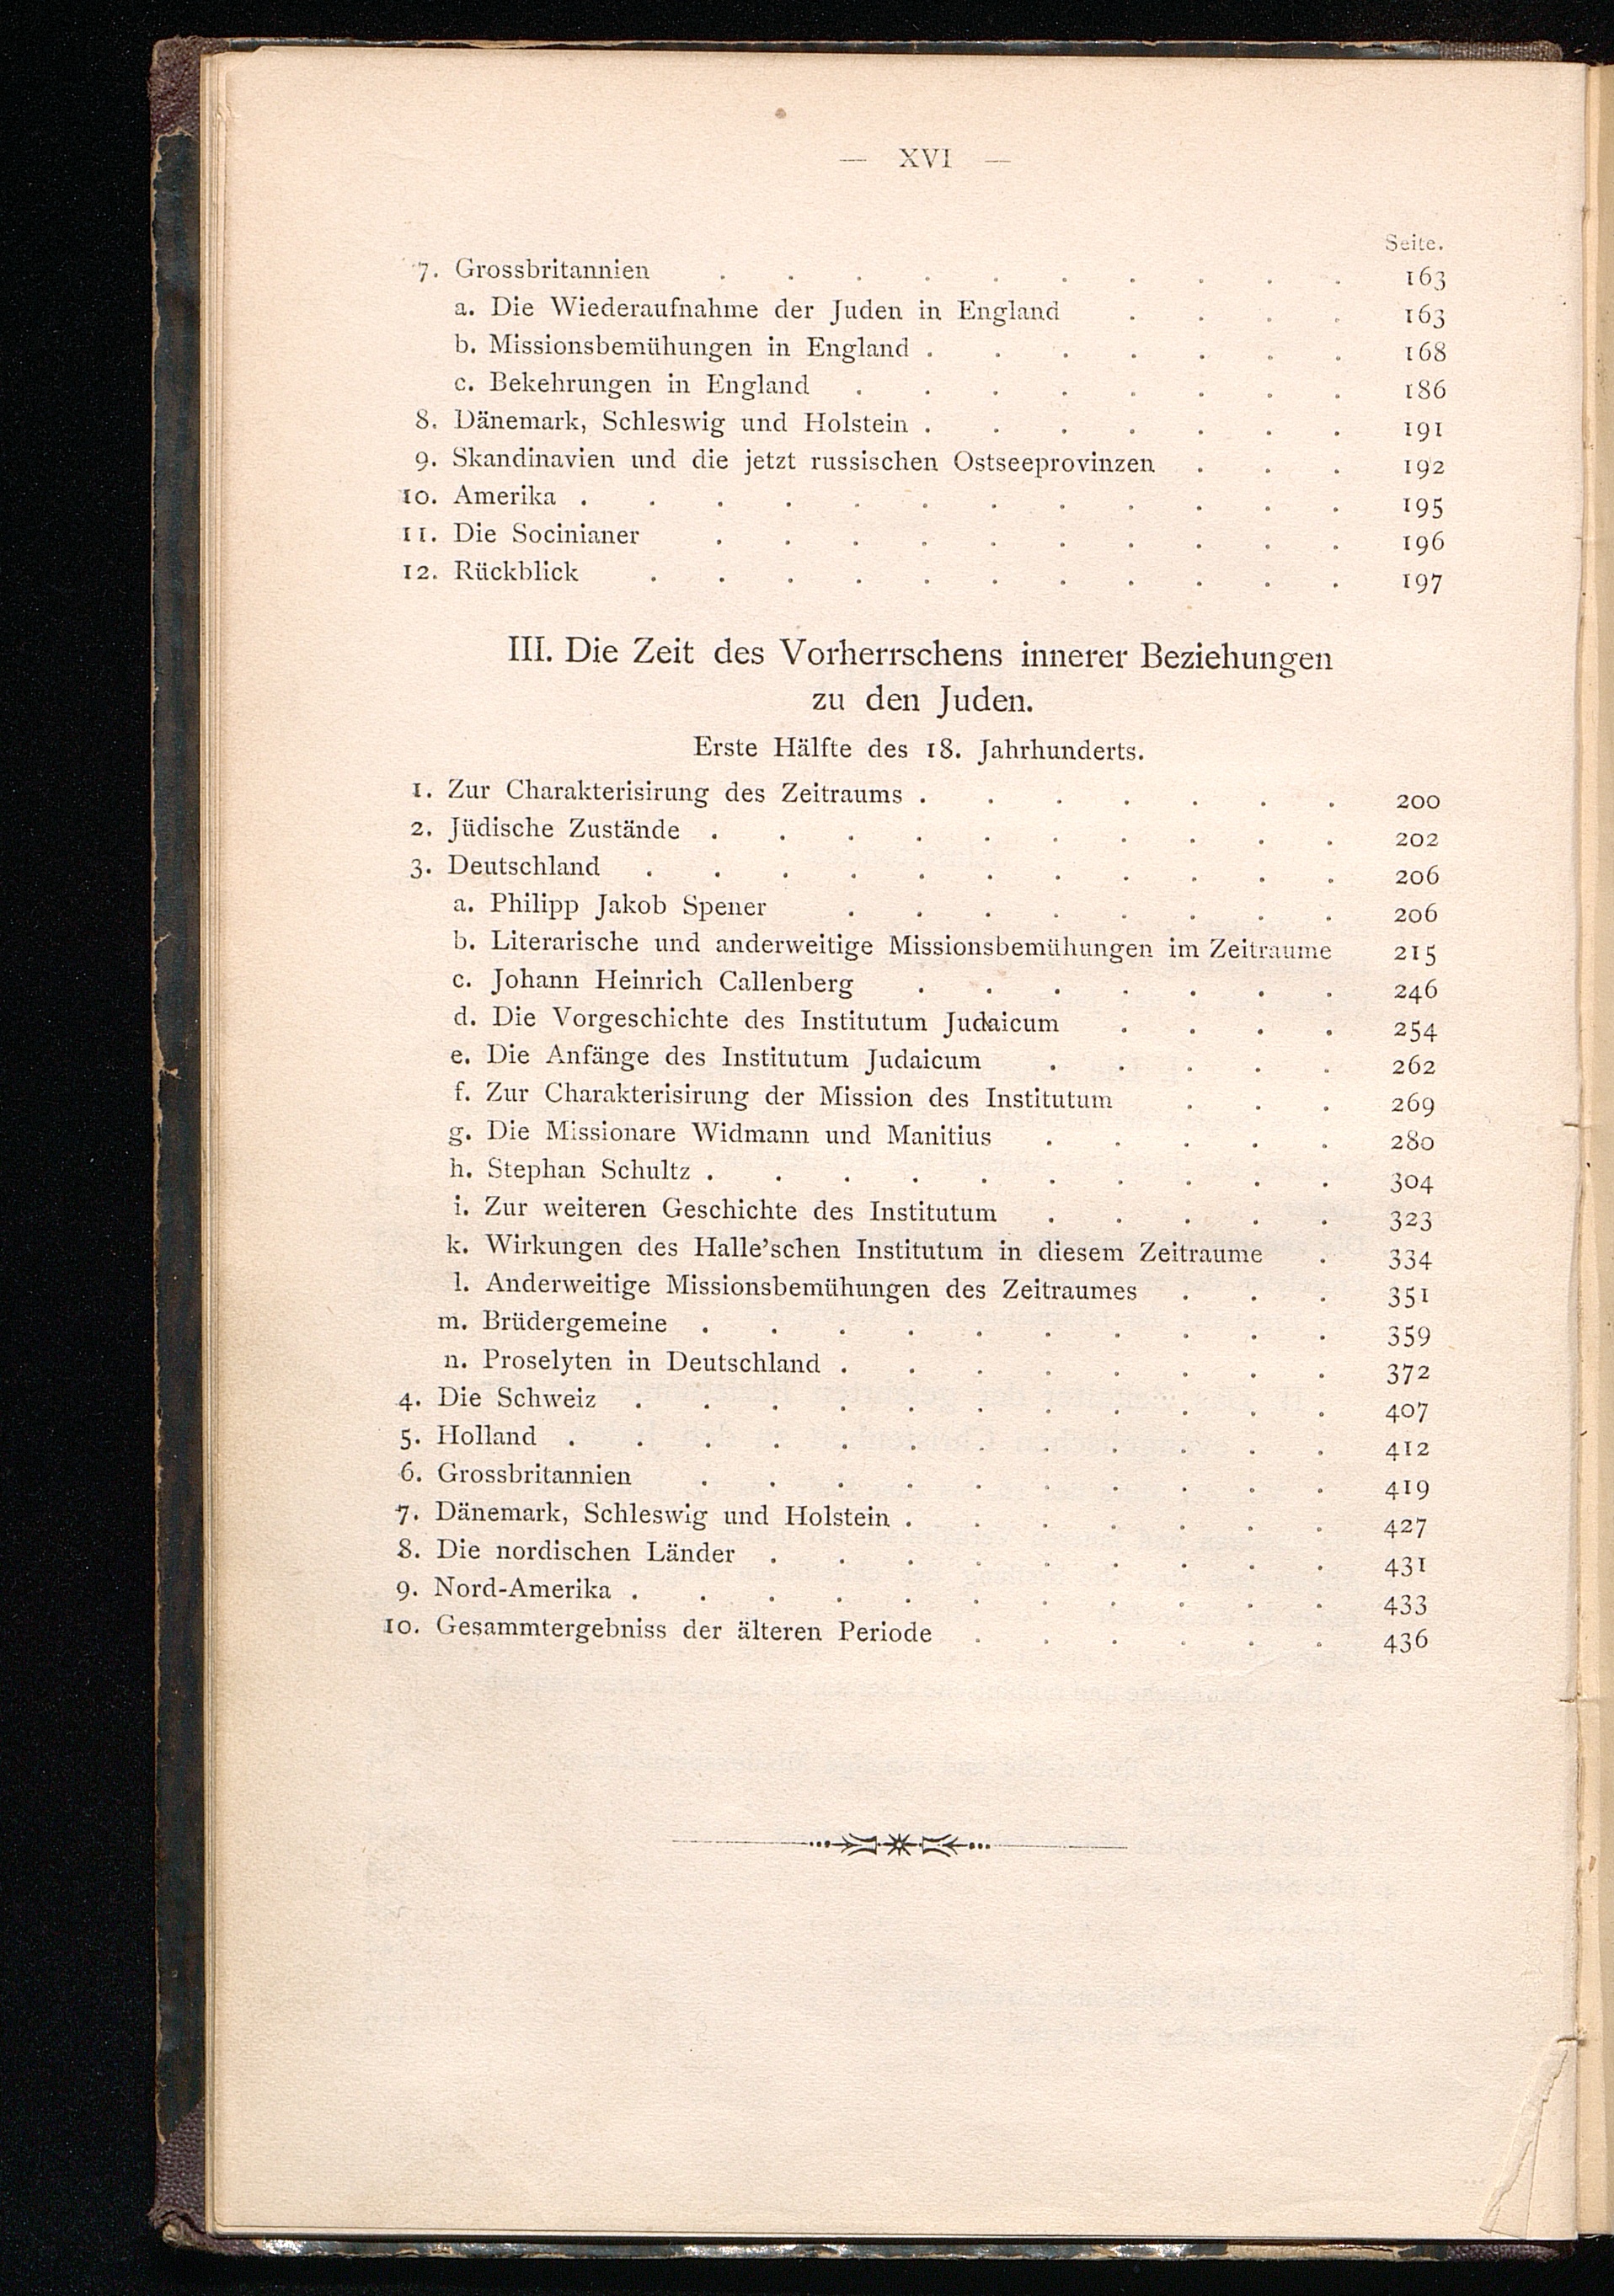 — XVI —
Seite.
7. Grossbritannien . . . . . . . . . . 163
a. Die Wiederaufnahme der Juden in England . . . . 163
b. Missionsbemühungen in England . . . . . . . 168
c. Bekehrungen in England . . . . . . . . 186
8. Dänemark, Schleswig und Holstein . . . . . . . 191
9. Skandinavien und die jetzt russischen Ostseeprovinzen . . . 192
10. Amerika . . . . . . . . . . . . 195
11. Die Socinianer . . . . . . . . . . 196
12. Rückblick . . . . . . . . . . . 197
III. Die Zeit des Vorherrschens innerer Beziehungen
zu den Juden.
Erste Hälfte des 18. Jahrhunderts.
1. Zur Charakterisirung des Zeitraums . . . . . . . 200
2. Jüdische Zustände . . . . . . . . . . 202
3. Deutschland . . . . . . . . . . . 206
a. Philipp Jakob Spener . . . . . . . . 206
b. Literarische und anderweitige Missionsbemühungen im Zeitraume 215
c. Johann Heinrich Callenberg . . . . . . . 246
d. Die Vorgeschichte des Institutum Judaicum . . . . 254
e. Die Anfänge des Institutum Judaicum . . . . . 262
f. Zur Charakterisirung der Mission des Institutum . . . 269
g. Die Missionare Widmann und Manitius . . . . . 280
h. Stephan Schultz . . . . . . . . . . 304
i. Zur weiteren Geschichte des Institutum . . . . . 323
k. Wirkungen des Halle'schen Institutum in diesem Zeitraume . 334
l. Anderweitige Missionsbemühungen des Zeitraumes . . . 351
m. Brüdergemeine . . . . . . . . . . 359
n. Proselyten in Deutschland . . . . . . . . 372
4. Die Schweiz . . . . . . . . . . . 407
5. Holland . . . . . . . . . . . . 412
6. Grossbritannien . . . . . . . . . . 419
7. Dänemark, Schleswig und Holstein . . . . . . . 427
8. Die nordischen Länder . . . . . . . . . 431
9. Nord-Amerika . . . . . . . . . . . 433
10. Gesammtergebniss der älteren Periode . . . . . . 436